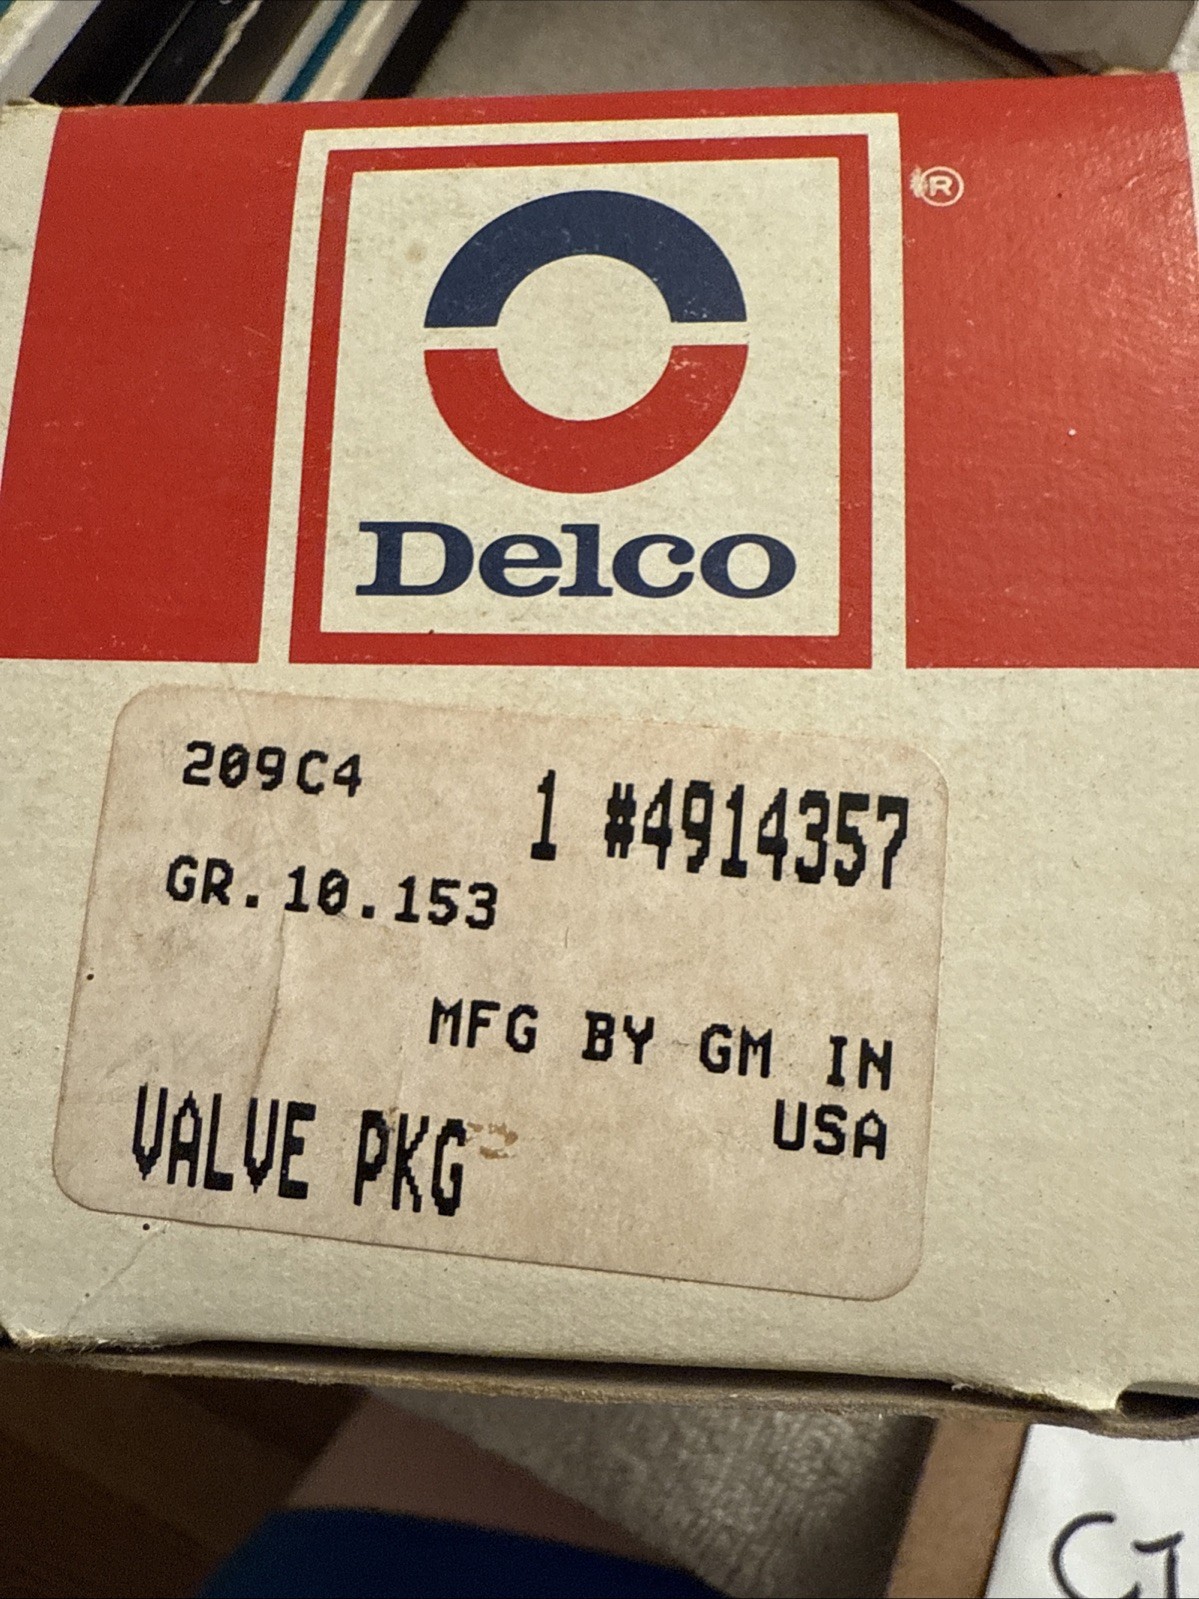 ®
Delco
209C4
1 #4914357
GR.10.153
MFG BY GM IN
USA
VALVE PKG